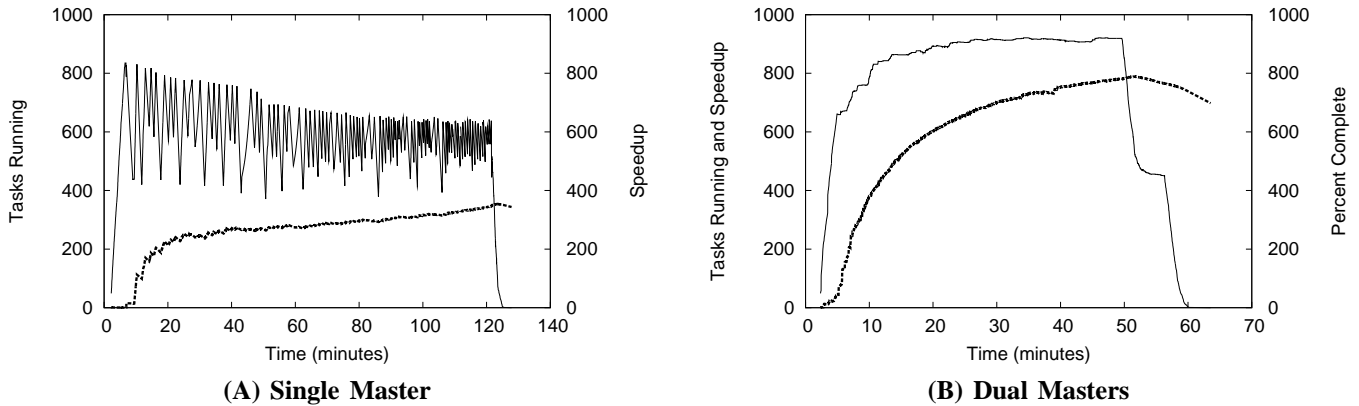 1000
800
600
400
200
0
Tasks Running
1000
800
600
400
200
0
Speedup
0 20 40 60 80 100 120 140
Time (minutes)
(A) Single Master
1000
800
600
400
200
0
Tasks Running and Speedup
1000
800
600
400
200
0
Percent Complete
0 10 20 30 40 50 60 70
Time (minutes)
(B) Dual Masters